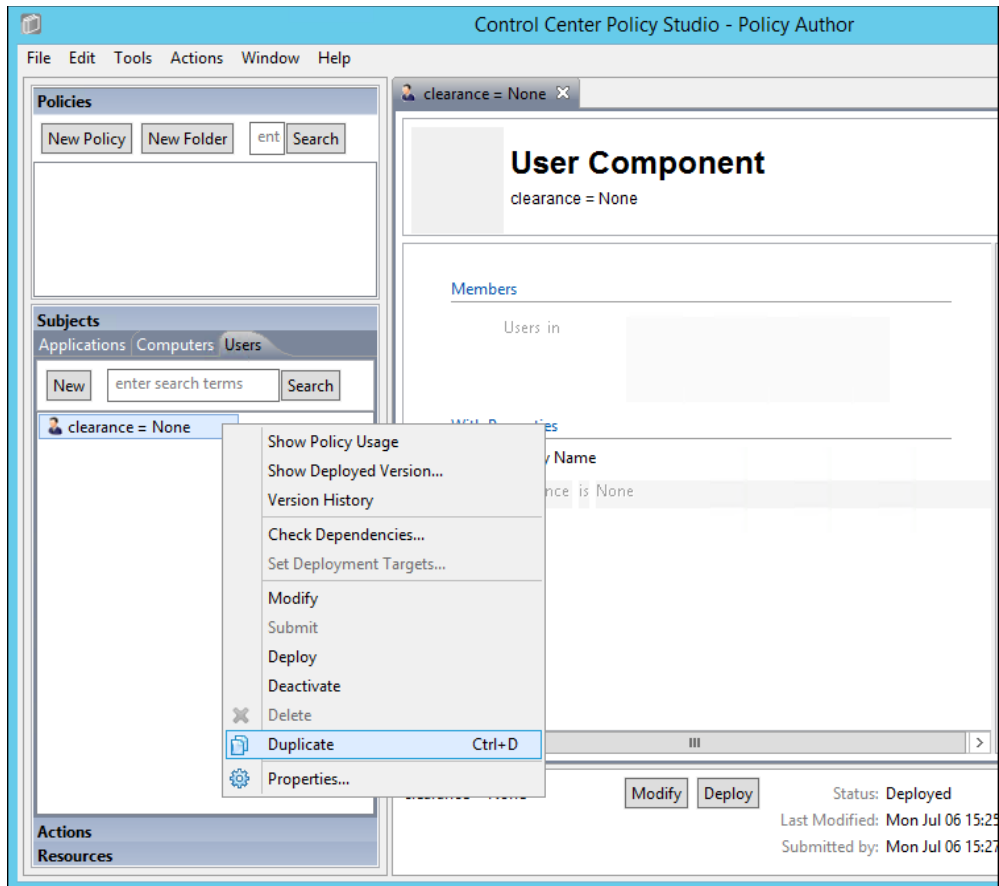 Control Center Policy Studio - Policy Author
File Edit Tools Actions Window Help
Policies
New Policy New Folder ent Search
Subjects
Applications Computers Users
New enter search terms Search
clearance = None
Show Policy Usage
Show Deployed Version...
Version History
Check Dependencies...
Set Deployment Targets...
Modify
Submit
Deploy
Deactivate
Delete
Duplicate Ctrl+D
Properties...
Actions
Resources
clearance = None
User Component
clearance = None
Members
Users in
With
Name
is None
Modify Deploy
Status: Deployed
Last Modified: Mon Jul 06 15:25
Submitted by: Mon Jul 06 15:27